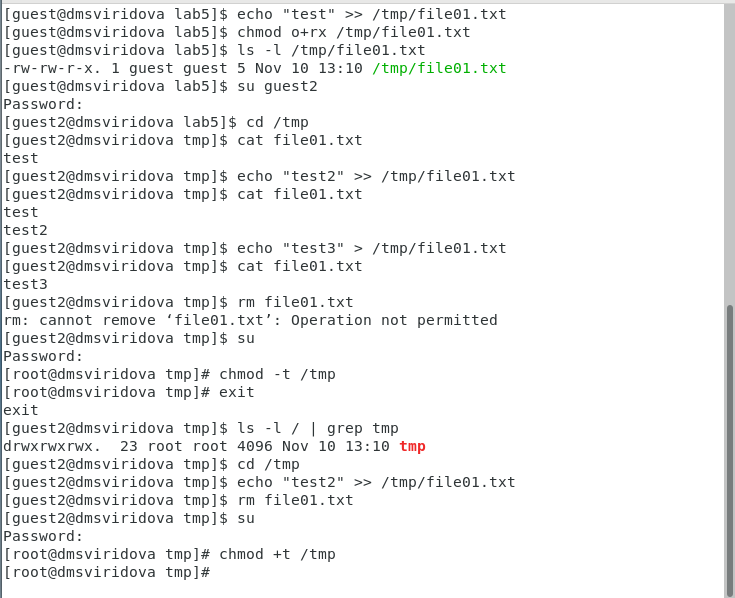 [guest@dmsviridova lab5]$ echo "test" >> /tmp/file01.txt
[guest@dmsviridova lab5]$ chmod o+rx /tmp/file01.txt
[guest@dmsviridova lab5]$ ls -l /tmp/file01.txt
-rw-rw-r-x. 1 guest guest 5 Nov 10 13:10 /tmp/file01.txt
[guest@dmsviridova lab5]$ su guest2
Password:
[guest2@dmsviridova lab5]$ cd /tmp
[guest2@dmsviridova tmp]$ cat file01.txt
test
[guest2@dmsviridova tmp]$ echo "test2" >> /tmp/file01.txt
[guest2@dmsviridova tmp]$ cat file01.txt
test
test2
[guest2@dmsviridova tmp]$ echo "test3" > /tmp/file01.txt
[guest2@dmsviridova tmp]$ cat file01.txt
test3
[guest2@dmsviridova tmp]$ rm file01.txt
rm: cannot remove ‘file01.txt’: Operation not permitted
[guest2@dmsviridova tmp]$ su
Password:
[root@dmsviridova tmp]# chmod -t /tmp
[root@dmsviridova tmp]# exit
exit
[guest2@dmsviridova tmp]$ ls -l / | grep tmp
drwxrwxrwx.  23 root root 4096 Nov 10 13:10 tmp
[guest2@dmsviridova tmp]$ cd /tmp
[guest2@dmsviridova tmp]$ echo "test2" >> /tmp/file01.txt
[guest2@dmsviridova tmp]$ rm file01.txt
[guest2@dmsviridova tmp]$ su
Password:
[root@dmsviridova tmp]# chmod +t /tmp
[root@dmsviridova tmp]#